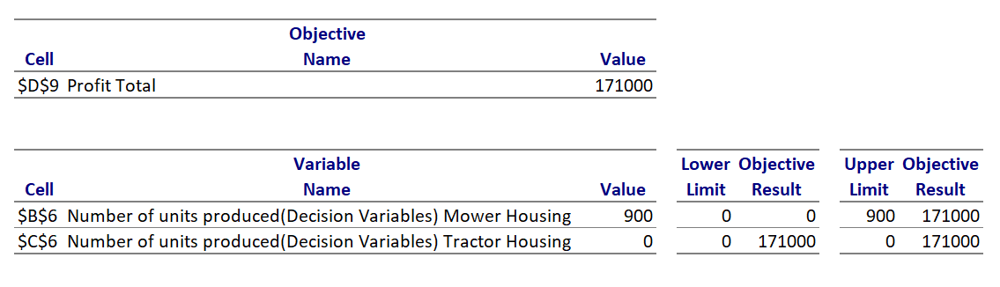 Objective
Cell Name Value
$D$9 Profit Total 171000
Variable Lower Objective Upper Objective
Cell Name Value Limit Result Limit Result
$B$6 Number of units produced(Decision Variables) Mower Housing 900 0 0 900 171000
$C$6 Number of units produced(Decision Variables) Tractor Housing 0 0 171000 0 171000